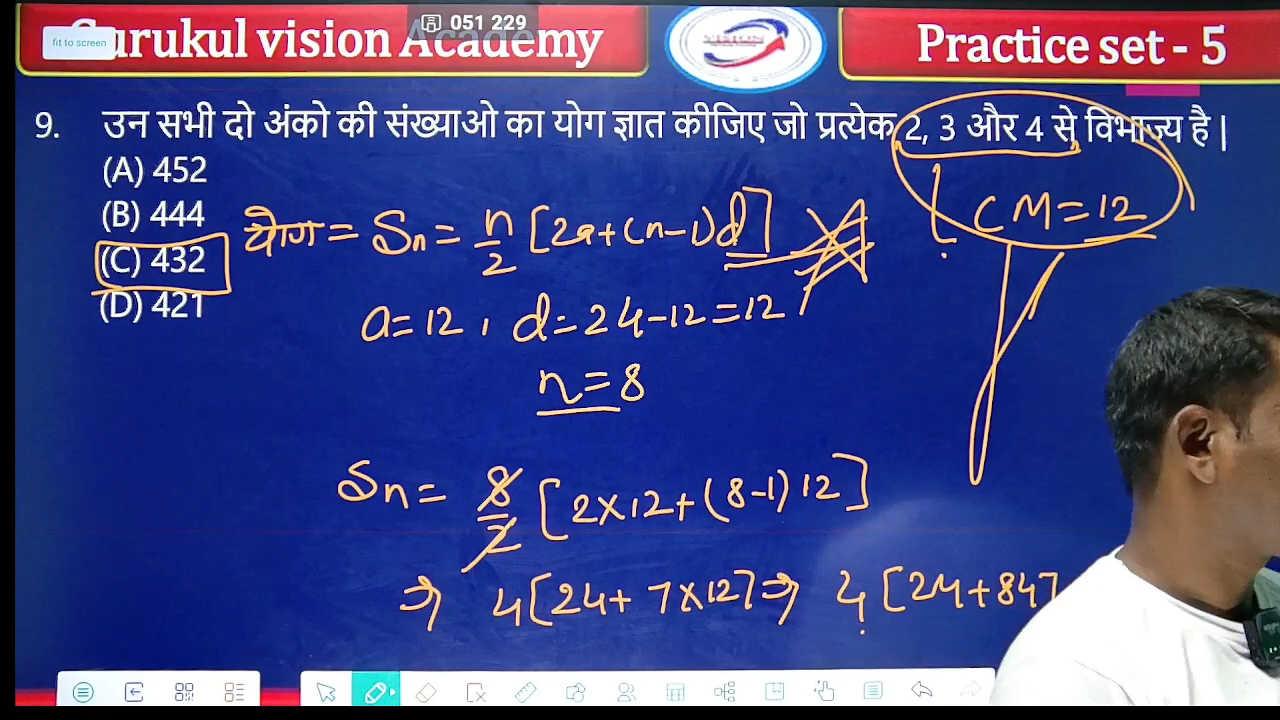 051 229
fit to screen
Gurukul vision Academy
VISION
Practice set - 5
9. उन सभी दो अंको की संख्याओ का योग ज्ञात कीजिए जो प्रत्येक 2, 3 और 4 से विभाज्य है |
(A) 452
(B) 444
(C) 432
(D) 421
LCM=12
योग = Sn = n/2 [2a+(n-1)d]
a=12, d=24-12=12
n=8
Sn = 8/2 [2×12+(8-1)12]
⇒ 4[24+7×12] ⇒ 4[24+84]